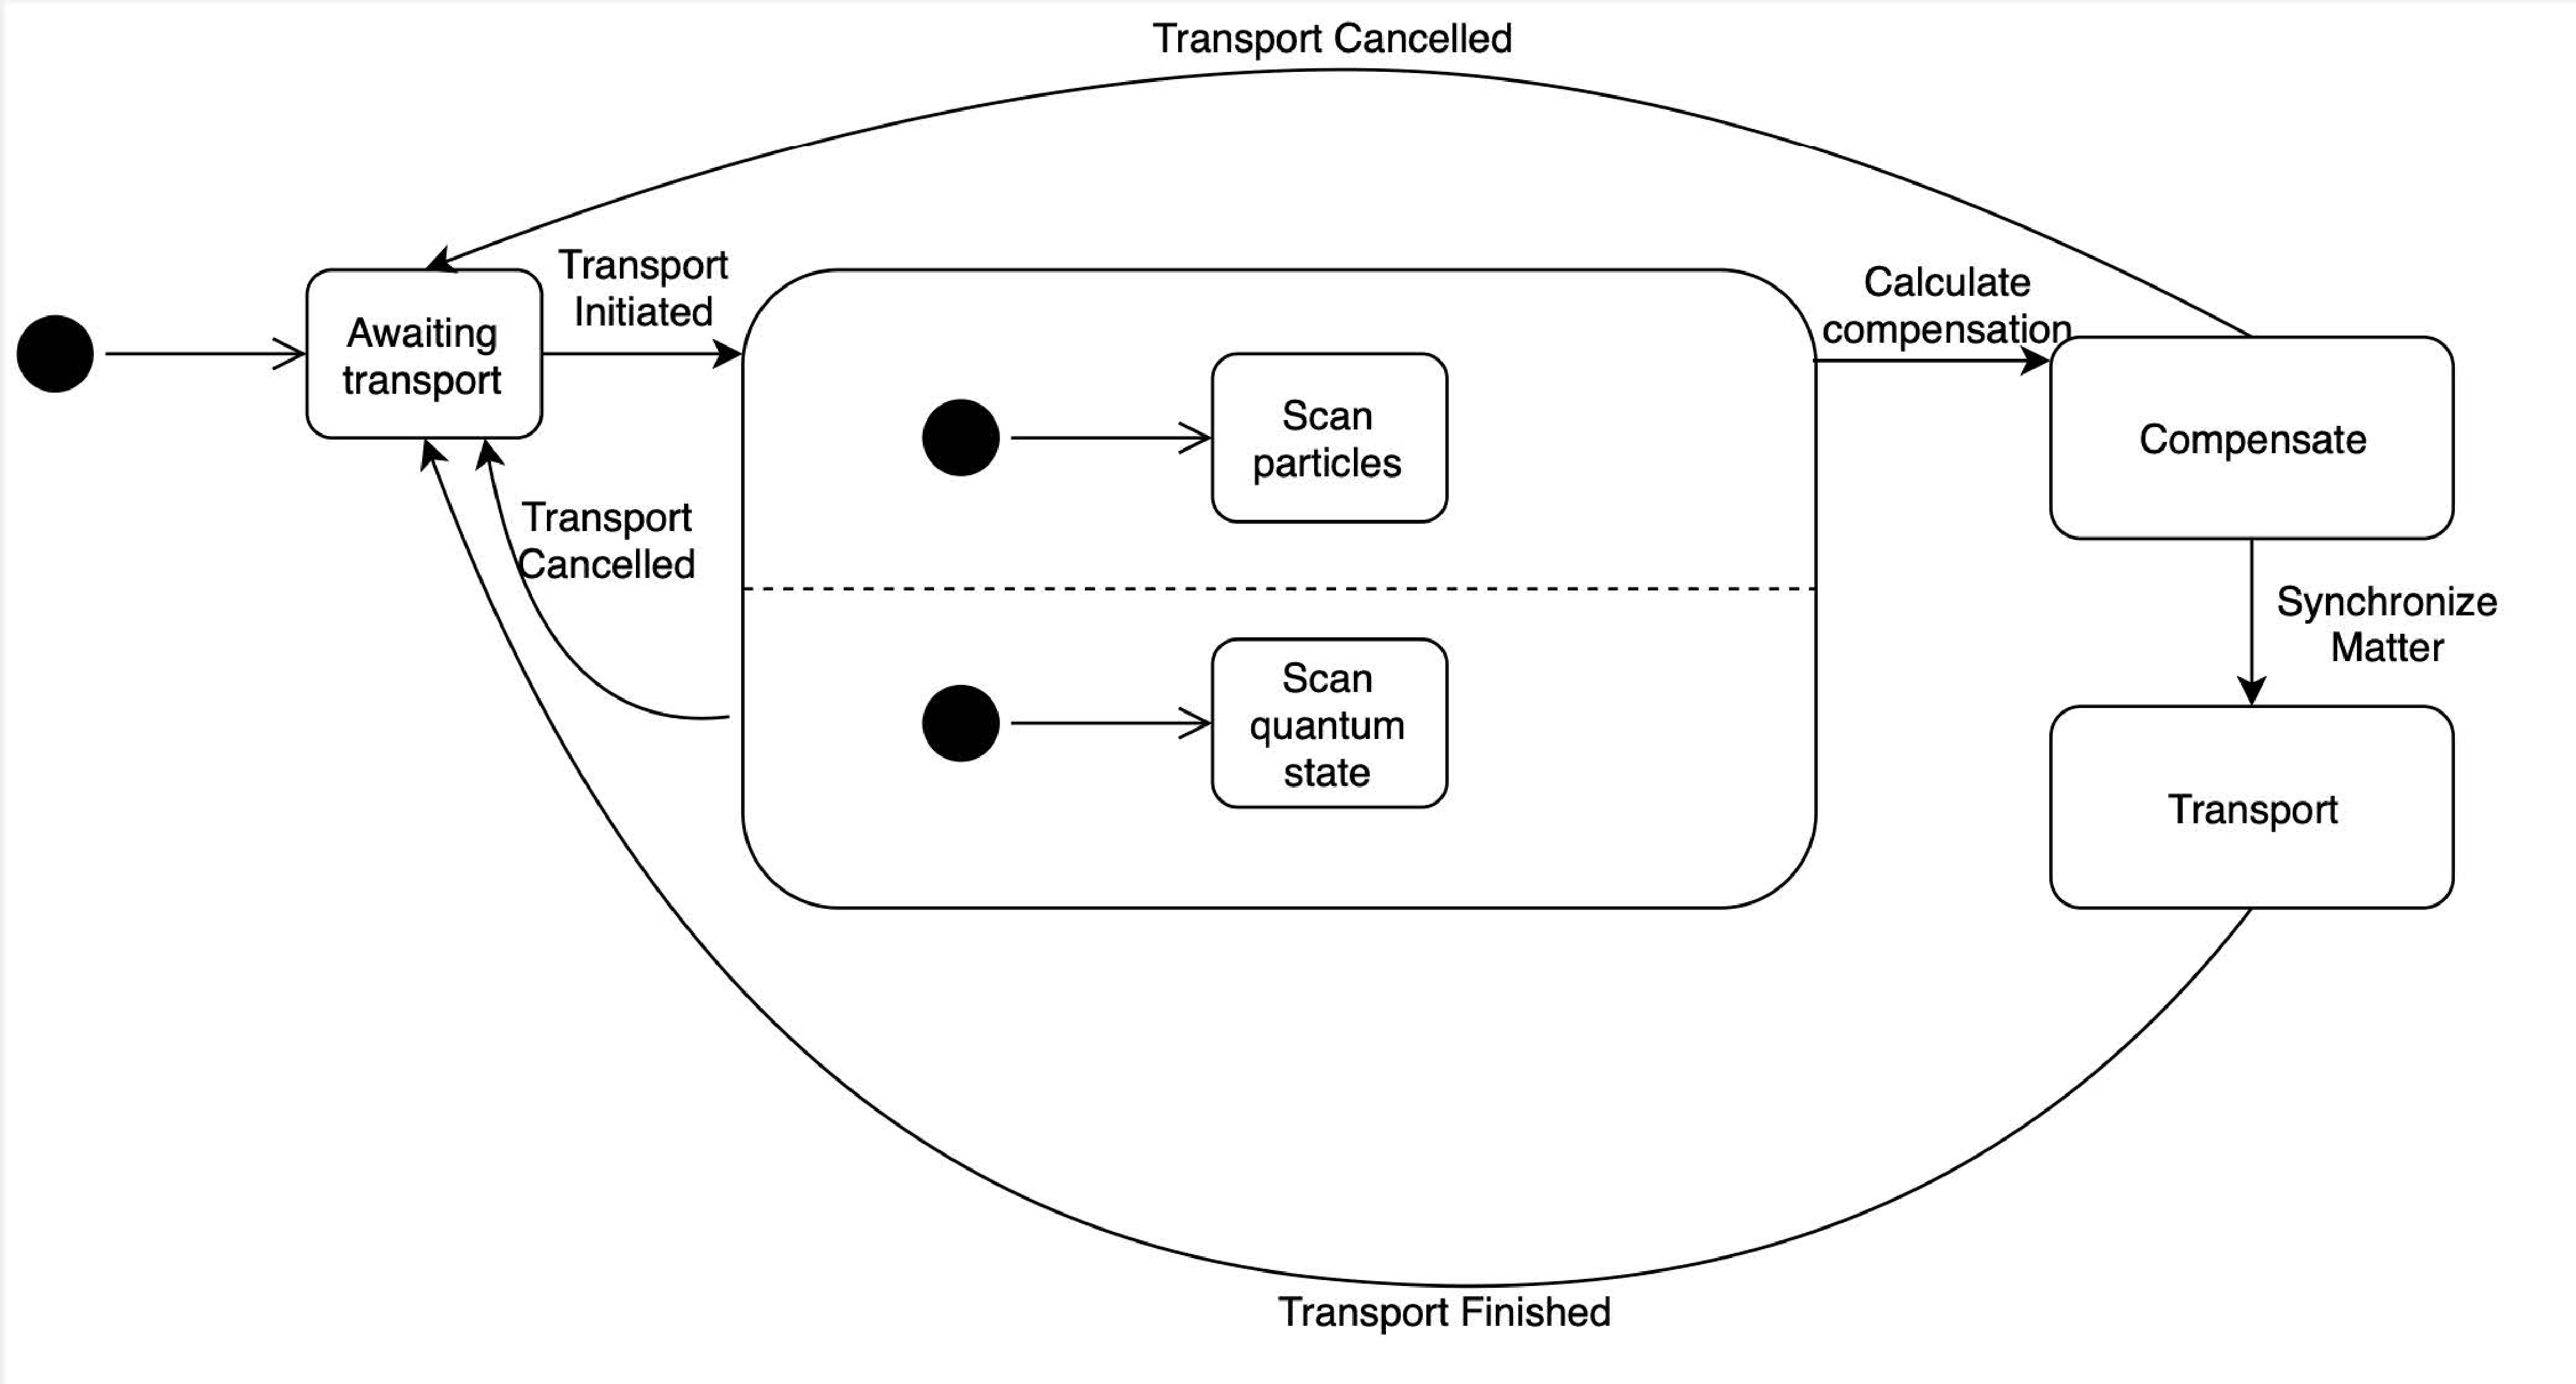 Transport Cancelled
Transport
Initiated
Awaiting
transport
Calculate
compensation
Scan
particles
Compensate
Transport
Cancelled
Synchronize
Matter
Scan
quantum
state
Transport
Transport Finished